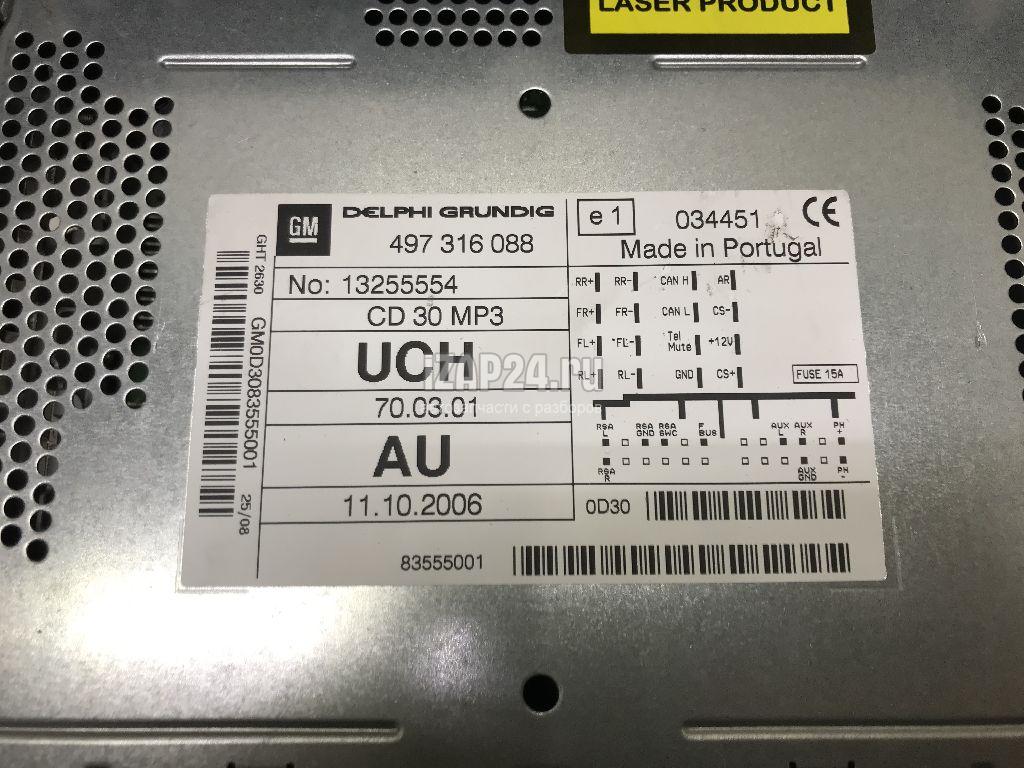 LASER PRODUCT
GM DELPHI GRUNDIG
497 316 088
e 1 034451 CE
Made in Portugal
No: 13255554
CD 30 MP3
UCH
70.03.01
AU
11.10.2006
RR+ RR- CAN H AR
FR+ FR- CAN L CS-
FL+ FL- Tel Mute +12V
RL+ RL- GND CS+
FUSE 15A
RSA L RSA GND RSA SWC F BUS AUX L AUX R PH +
RSA R AUX GND PH -
0D30
83555001
GHT 2630
GM0D3083555001
25/08
iZAP24.ru
автозапчасти с разборов